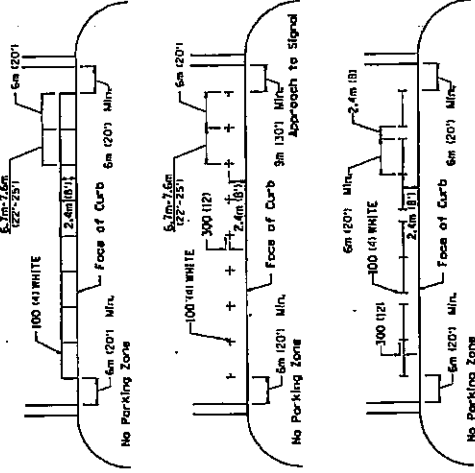 6.7m-7.6m
(22'-25')
6m (20')
2.4m (8')
100 (4) WHITE
Face of Curb
6m (20') Min.
6m (20') Min.
No Parking Zone
6.7m-7.6m
(22'-25')
6m (20')
300 (12)
2.4m (8')
100 (4) WHITE
Face of Curb
6m (20') Min.
9m (30') Min.
Approach to Signal
No Parking Zone
6m (20') Min.
2.4m (8)
300 (12)
100 (4) WHITE
2.4m (8')
Face of Curb
6m (20') Min.
6m (20') Min.
No Parking Zone